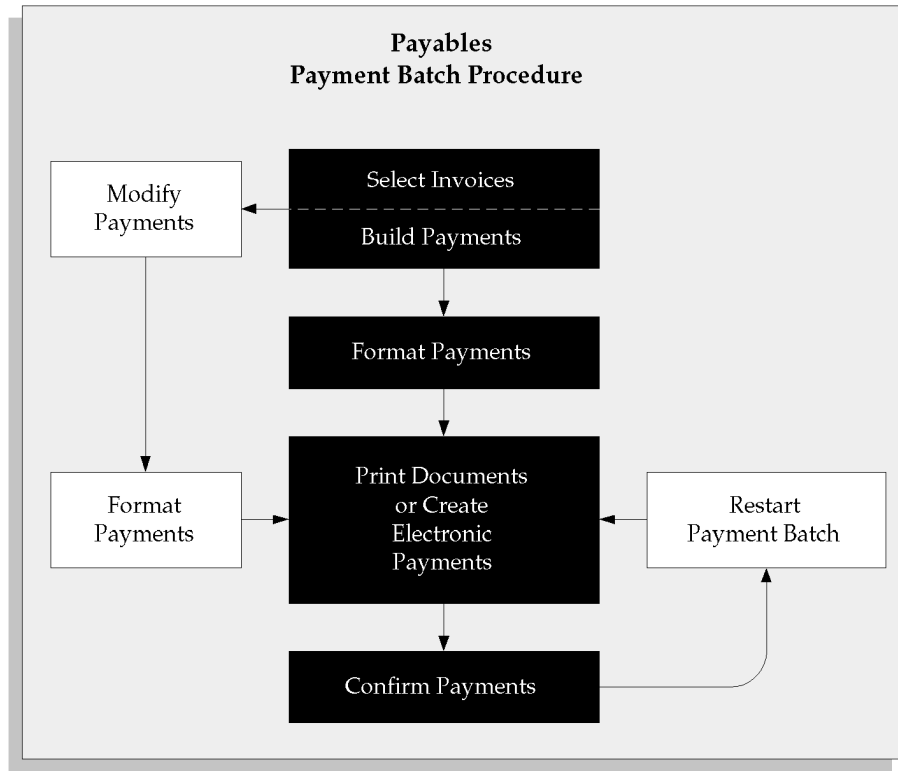 Payables
Payment Batch Procedure
Select Invoices
Build Payments
Modify
Payments
Format Payments
Format
Payments
Print Documents
or Create
Electronic
Payments
Restart
Payment Batch
Confirm Payments